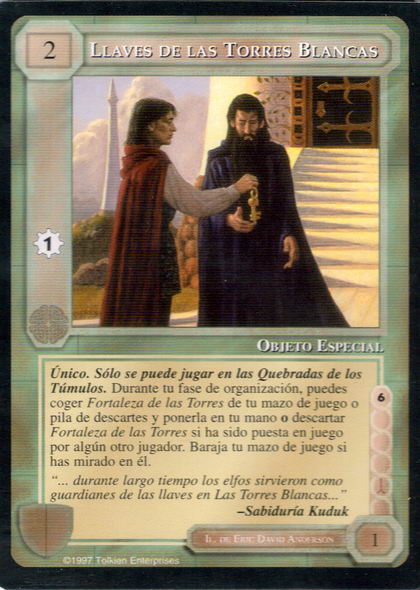 2
LLAVES DE LAS TORRES BLANCAS
1
OBJETO ESPECIAL
Único. Sólo se puede jugar en las Quebradas de los
Túmulos. Durante tu fase de organización, puedes
coger Fortaleza de las Torres de tu mazo de juego o
pila de descartes y ponerla en tu mano o descartar
Fortaleza de las Torres si ha sido puesta en juego
por algún otro jugador. Baraja tu mazo de juego si
has mirado en él.
6
“... durante largo tiempo los elfos sirvieron como
guardianes de las llaves en Las Torres Blancas...”
–Sabiduría Kuduk
IL. DE ERIC DAVID ANDERSON
1
©1997 Tolkien Enterprises